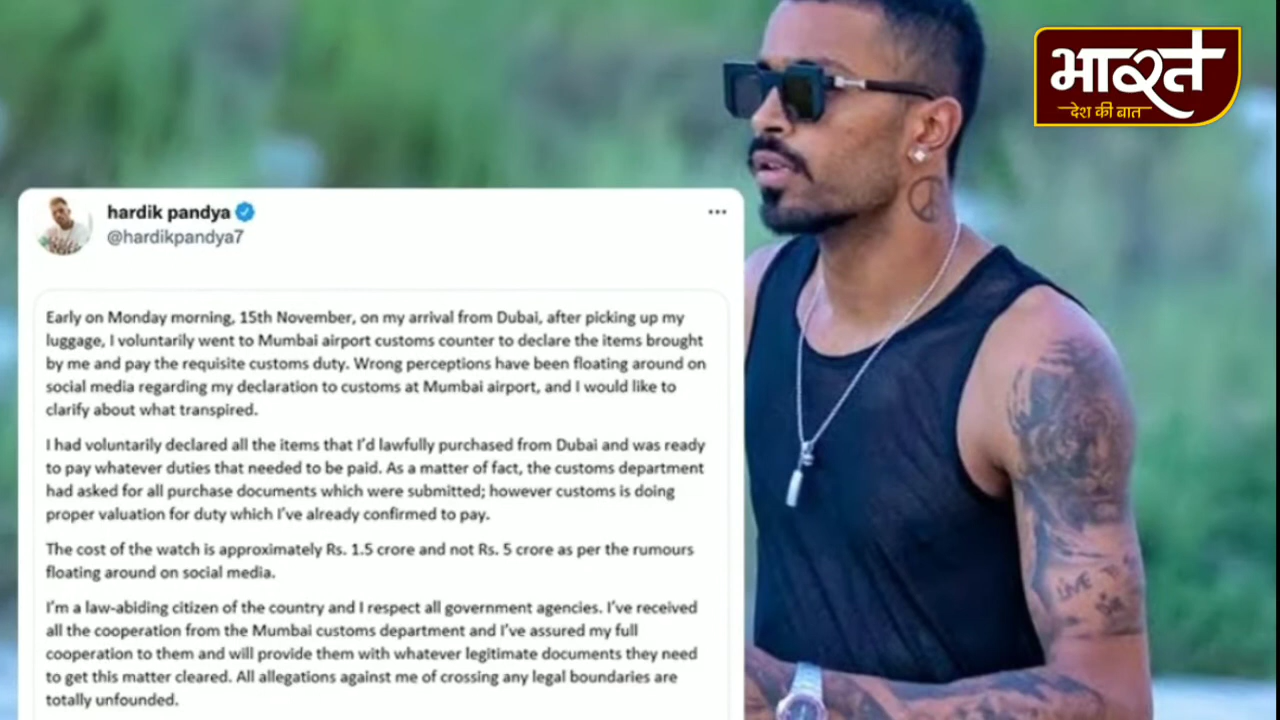 भारत
देश की बात
hardik pandya
@hardikpandya7
Early on Monday morning, 15th November, on my arrival from Dubai, after picking up my
luggage, I voluntarily went to Mumbai airport customs counter to declare the items brought
by me and pay the requisite customs duty. Wrong perceptions have been floating around on
social media regarding my declaration to customs at Mumbai airport, and I would like to
clarify about what transpired.
I had voluntarily declared all the items that I'd lawfully purchased from Dubai and was ready
to pay whatever duties that needed to be paid. As a matter of fact, the customs department
had asked for all purchase documents which were submitted; however customs is doing
proper valuation for duty which I've already confirmed to pay.
The cost of the watch is approximately Rs. 1.5 crore and not Rs. 5 crore as per the rumours
floating around on social media.
I'm a law-abiding citizen of the country and I respect all government agencies. I've received
all the cooperation from the Mumbai customs department and I've assured my full
cooperation to them and will provide them with whatever legitimate documents they need
to get this matter cleared. All allegations against me of crossing any legal boundaries are
totally unfounded.
LIVE